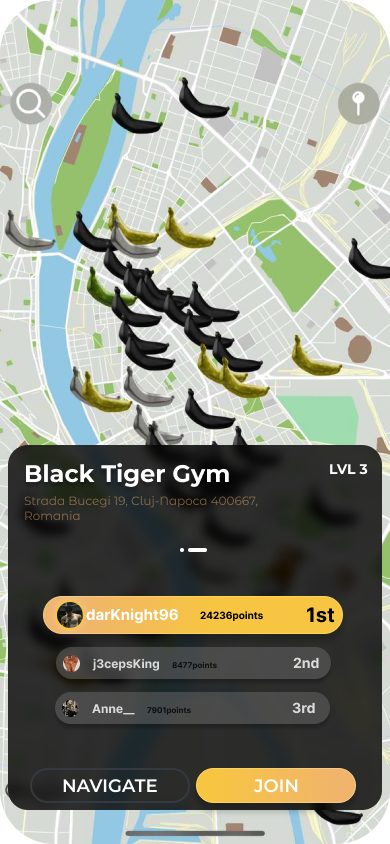 Black Tiger Gym
LVL 3
Strada Bucegi 19, Cluj-Napoca 400667,
Romania
darKnight96 24236points 1st
j3cepsKing 8477points 2nd
Anne__ 7901points 3rd
NAVIGATE
JOIN